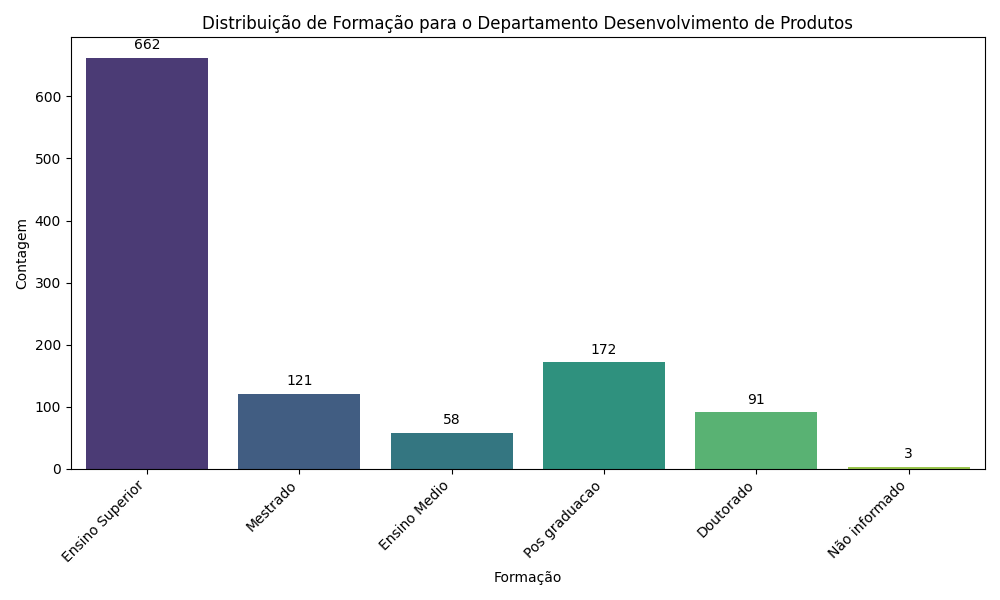 Distribuição de Formação para o Departamento Desenvolvimento de Produtos
662
121
58
172
91
3
Contagem
600
500
400
300
200
100
0
Ensino Superior
Mestrado
Ensino Medio
Pos graduacao
Doutorado
Não informado
Formação